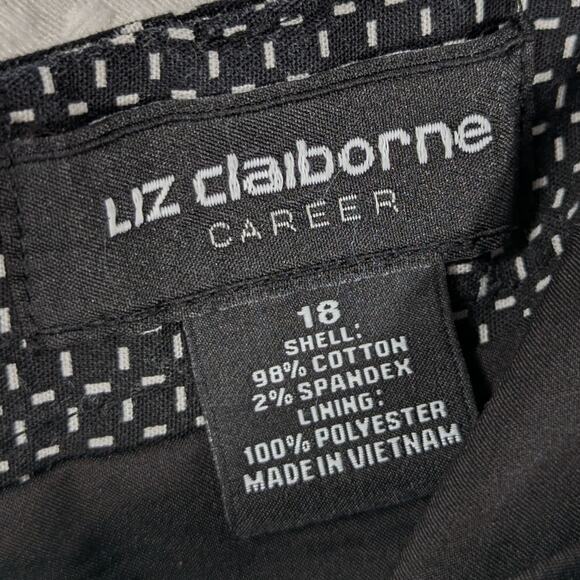 Liz claiborne
CAREER
18
SHELL:
98% COTTON
2% SPANDEX
LINING:
100% POLYESTER
MADE IN VIETNAM